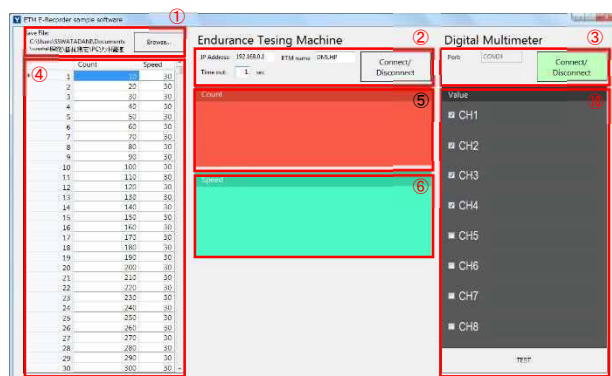 ETM E-Recorder sample software
①
ave File:
C:\Users\SSWATADANI\Documents
Browse...
④
Count Speed
1 10 30
2 20 30
3 30 30
4 40 30
5 50 30
6 60 30
7 70 30
8 80 30
9 90 30
10 100 30
11 110 30
12 120 30
13 130 30
14 140 30
15 150 30
16 160 30
17 170 30
18 180 30
19 190 30
20 200 30
21 210 30
22 220 30
23 230 30
24 240 30
25 250 30
26 260 30
27 270 30
28 280 30
29 290 30
30 300 30
Endurance Tesing Machine
②
IP Address 192.168.0.1 ETM name DMLHP
Time out: 1 sec
Connect/
Disconnect
Count
⑤
Speed
⑥
Digital Multimeter
③
Port:
Connect/
Disconnect
Value
CH1
CH2
CH3
CH4
CH5
CH6
CH7
CH8
TEST